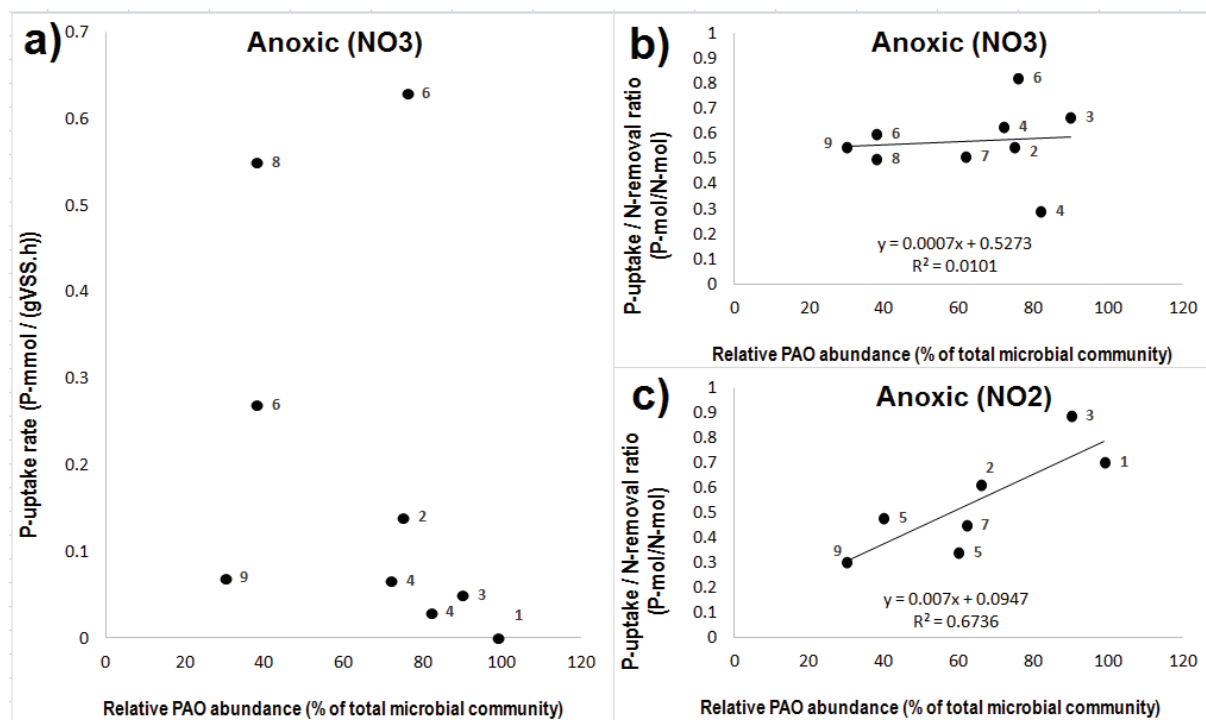 a)
Anoxic (NO3)
P-uptake rate (P-mmol / (gVSS.h))
0.7
0.6
0.5
0.4
0.3
0.2
0.1
0
6
8
6
2
9
4
4
3
1
0 20 40 60 80 100 120
Relative PAO abundance (% of total microbial community)
b)
Anoxic (NO3)
P-uptake / N-removal ratio
(P-mol/N-mol)
1
0.9
0.8
0.7
0.6
0.5
0.4
0.3
0.2
0.1
0
6
3
4
6
9
8
7
2
4
y = 0.0007x + 0.5273
R² = 0.0101
0 20 40 60 80 100 120
Relative PAO abundance (% of total microbial community)
c)
Anoxic (NO2)
P-uptake / N-removal ratio
(P-mol/N-mol)
1
0.9
0.8
0.7
0.6
0.5
0.4
0.3
0.2
0.1
0
3
1
2
5
7
5
9
y = 0.007x + 0.0947
R² = 0.6736
0 20 40 60 80 100 120
Relative PAO abundance (% of total microbial community)